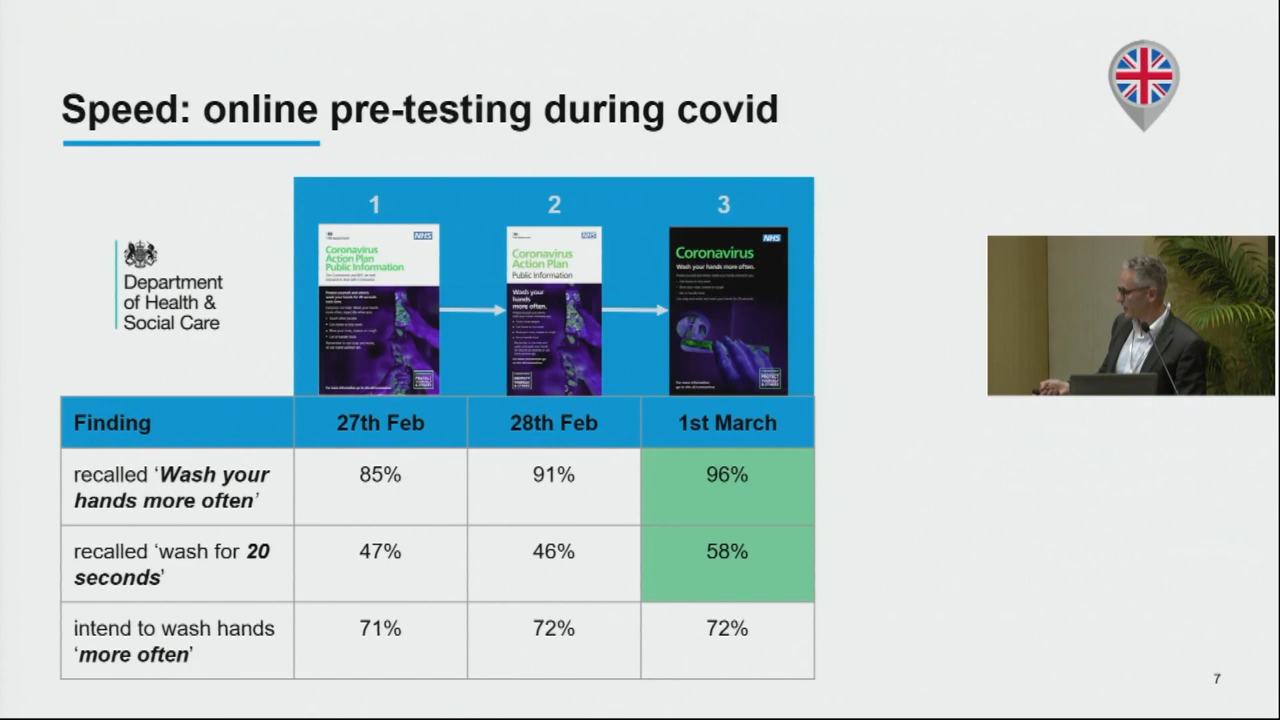 Speed: online pre-testing during covid
Department
of Health &
Social Care
1
2
3
NHS
Coronavirus
Action Plan
Public Information
NHS
Coronavirus
Action Plan
Public Information
Wash your
hands
more often.
NHS
Coronavirus
Wash your hands more often.
Finding
27th Feb
28th Feb
1st March
recalled ‘Wash your
hands more often’
85%
91%
96%
recalled ‘wash for 20
seconds’
47%
46%
58%
intend to wash hands
‘more often’
71%
72%
72%
7